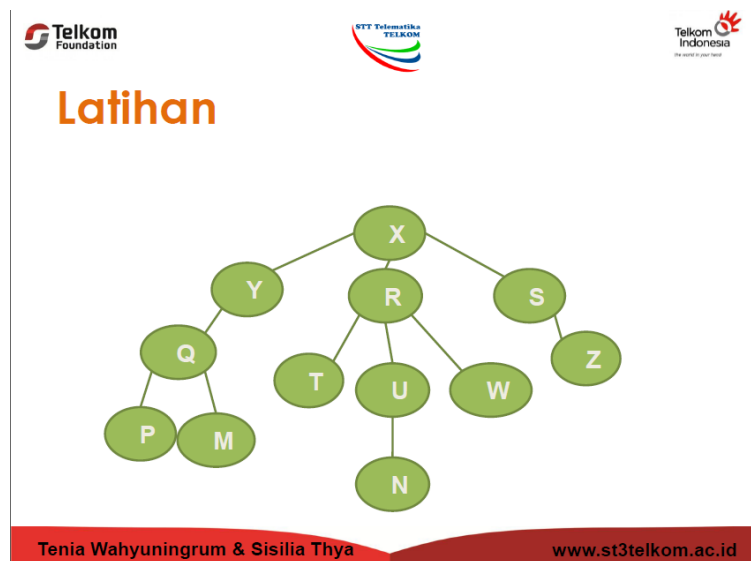 Telkom
Foundation
STT Telematika
TELKOM
Telkom
Indonesia
the world in your hand
Latihan
X
Y
R
S
Q
Z
T
U
W
P
M
N
Tenia Wahyuningrum & Sisilia Thya
www.st3telkom.ac.id